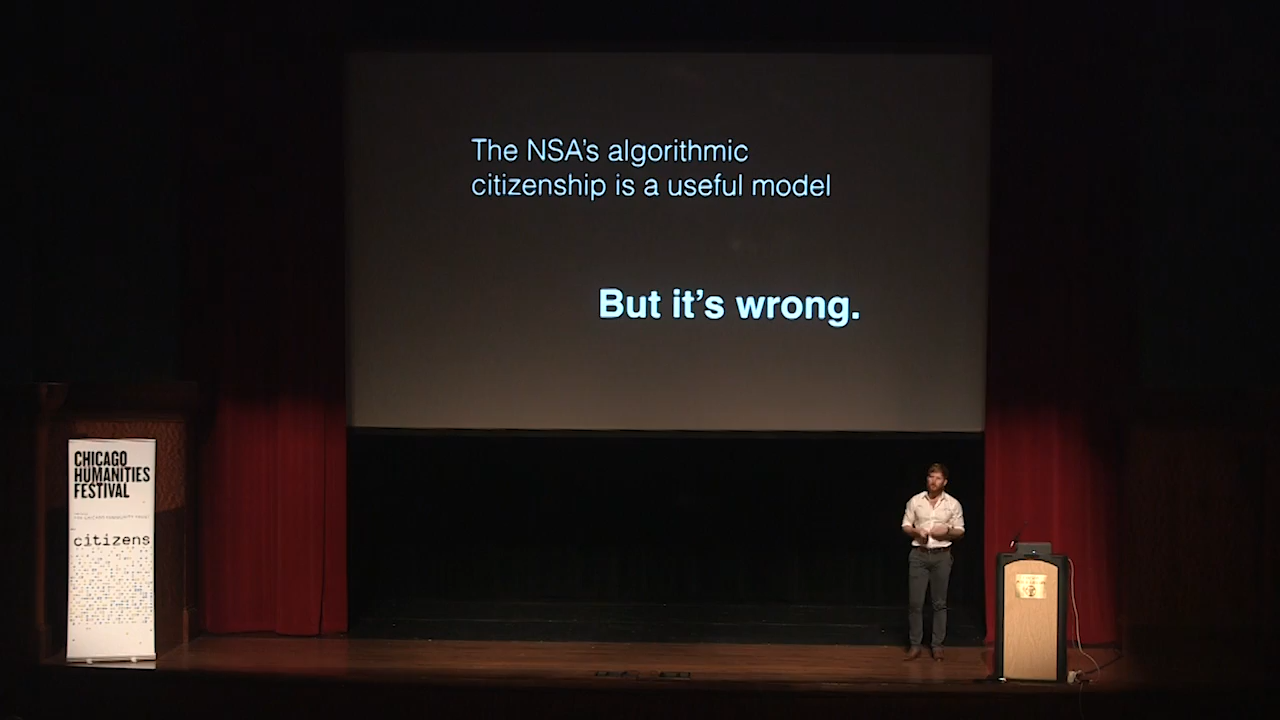 The NSA's algorithmic
citizenship is a useful model
But it's wrong.
CHICAGO
HUMANITIES
FESTIVAL
citizens